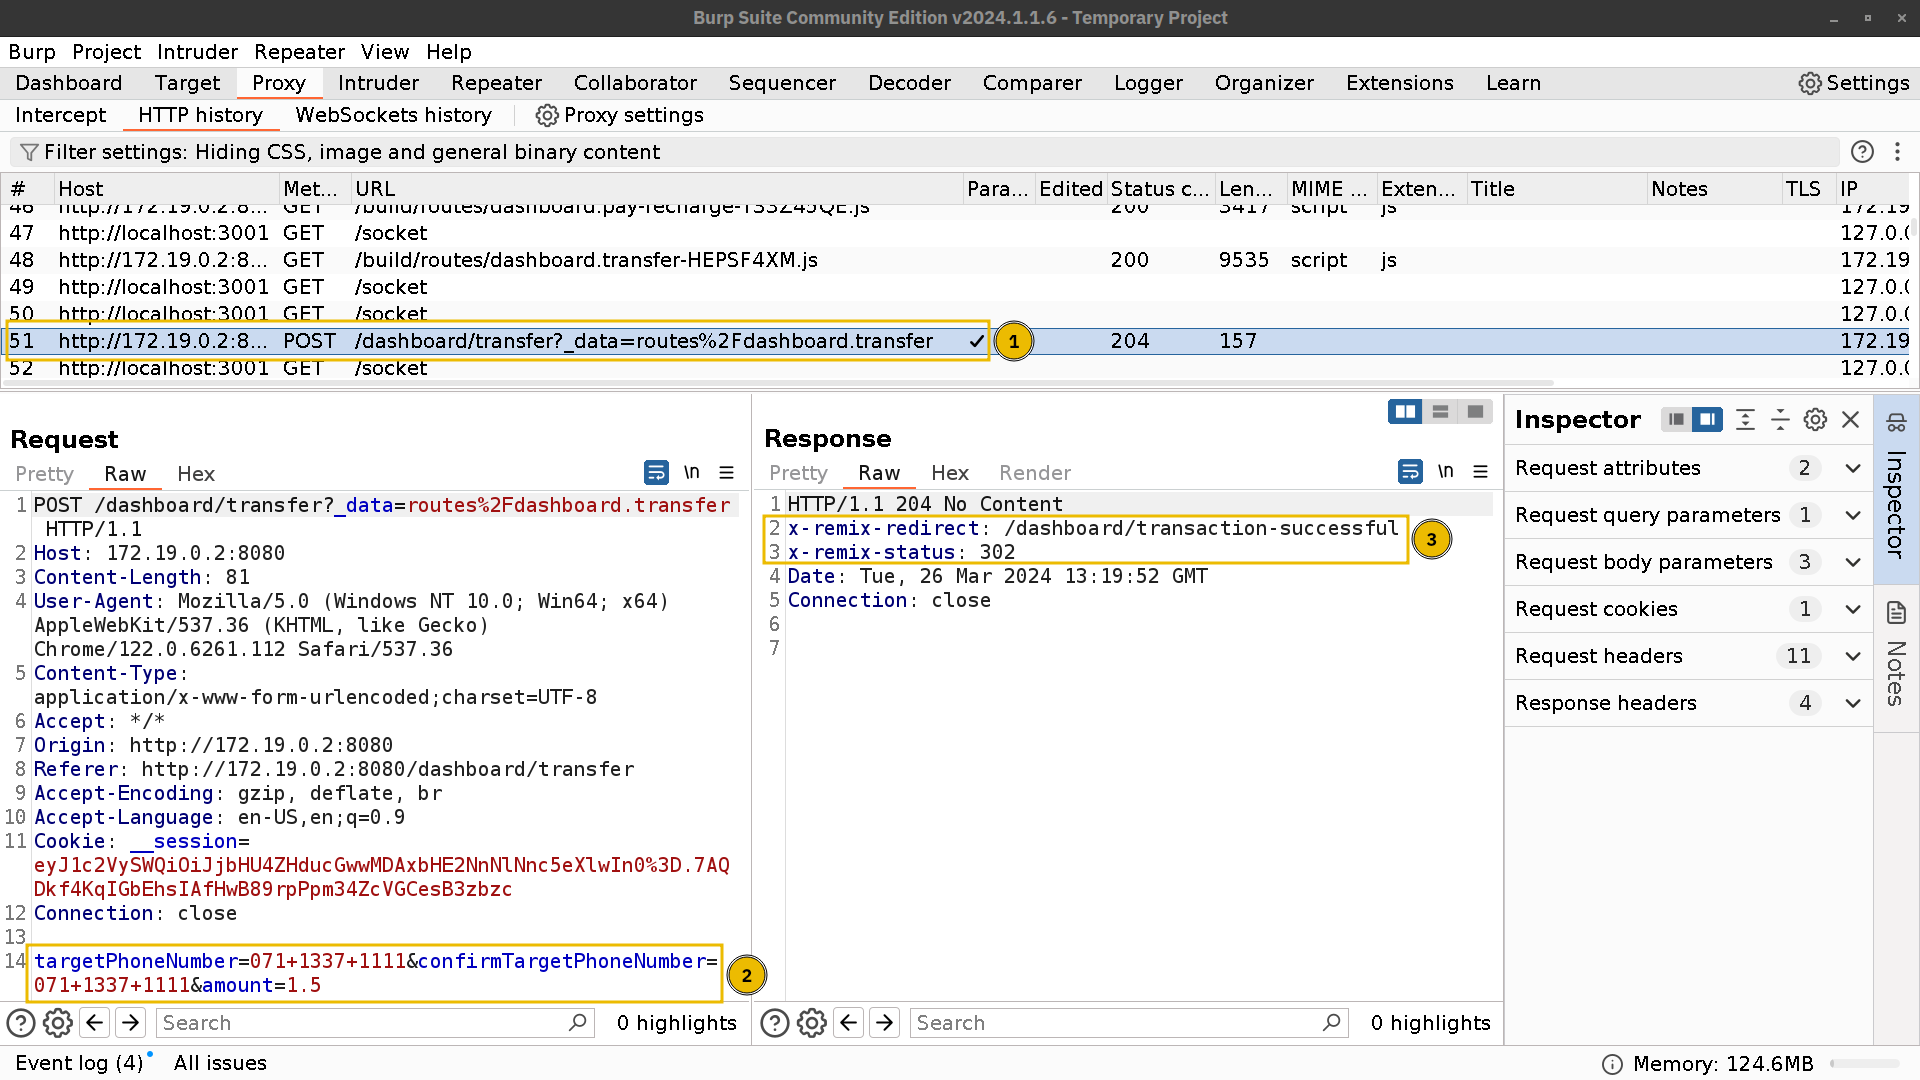 Burp Suite Community Edition v2024.1.1.6 - Temporary Project
Burp Project Intruder Repeater View Help
Dashboard Target Proxy Intruder Repeater Collaborator Sequencer Decoder Comparer Logger Organizer Extensions Learn Settings
Intercept HTTP history WebSockets history Proxy settings
Filter settings: Hiding CSS, image and general binary content
# Host Met... URL Para... Edited Status c... Len... MIME ... Exten... Title Notes TLS IP
46 http://172.19.0.2:8... GET /build/routes/dashboard.pay-recharge-T33Z45QE.js 200 3417 script js 172.19
47 http://localhost:3001 GET /socket 127.0.0
48 http://172.19.0.2:8... GET /build/routes/dashboard.transfer-HEPSF4XM.js 200 9535 script js 172.19
49 http://localhost:3001 GET /socket 127.0.0
50 http://localhost:3001 GET /socket 127.0.0
51 http://172.19.0.2:8... POST /dashboard/transfer?_data=routes%2Fdashboard.transfer ✓ 1 204 157 172.19
52 http://localhost:3001 GET /socket 127.0.0
Request
Pretty Raw Hex \n
1 POST /dashboard/transfer?_data=routes%2Fdashboard.transfer
HTTP/1.1
2 Host: 172.19.0.2:8080
3 Content-Length: 81
4 User-Agent: Mozilla/5.0 (Windows NT 10.0; Win64; x64)
AppleWebKit/537.36 (KHTML, like Gecko)
Chrome/122.0.6261.112 Safari/537.36
5 Content-Type:
application/x-www-form-urlencoded;charset=UTF-8
6 Accept: */*
7 Origin: http://172.19.0.2:8080
8 Referer: http://172.19.0.2:8080/dashboard/transfer
9 Accept-Encoding: gzip, deflate, br
10 Accept-Language: en-US,en;q=0.9
11 Cookie: __session=
eyJ1c2VySWQiOiJjbHU4ZHducGwwMDAxbHE2NnNlNnc5eXlwIn0%3D.7AQ
Dkf4KqIGbEhsIAfHwB89rpPpm34ZcVGCesB3zbzc
12 Connection: close
13
14 targetPhoneNumber=071+1337+1111&confirmTargetPhoneNumber=
071+1337+1111&amount=1.5
2
Search 0 highlights
Response
Pretty Raw Hex Render \n
1 HTTP/1.1 204 No Content
2 x-remix-redirect: /dashboard/transaction-successful
3 x-remix-status: 302
3
4 Date: Tue, 26 Mar 2024 13:19:52 GMT
5 Connection: close
6
7
Search 0 highlights
Inspector
Request attributes 2
Request query parameters 1
Request body parameters 3
Request cookies 1
Request headers 11
Response headers 4
Inspector
Notes
Event log (4) All issues Memory: 124.6MB